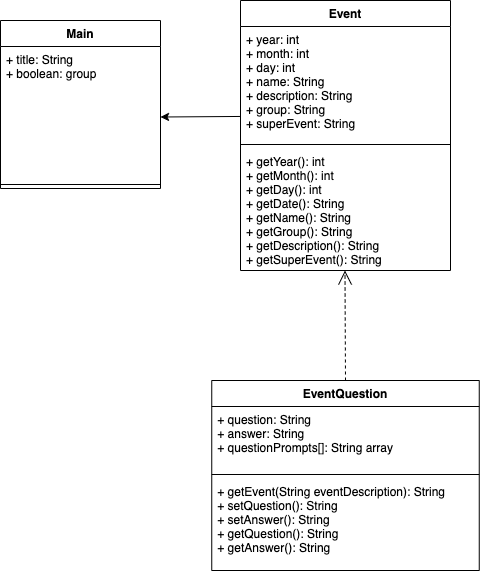 Main
+ title: String
+ boolean: group
Event
+ year: int
+ month: int
+ day: int
+ name: String
+ description: String
+ group: String
+ superEvent: String
+ getYear(): int
+ getMonth(): int
+ getDay(): int
+ getDate(): String
+ getName(): String
+ getGroup(): String
+ getDescription(): String
+ getSuperEvent(): String
EventQuestion
+ question: String
+ answer: String
+ questionPrompts[]: String array
+ getEvent(String eventDescription): String
+ setQuestion(): String
+ setAnswer(): String
+ getQuestion(): String
+ getAnswer(): String